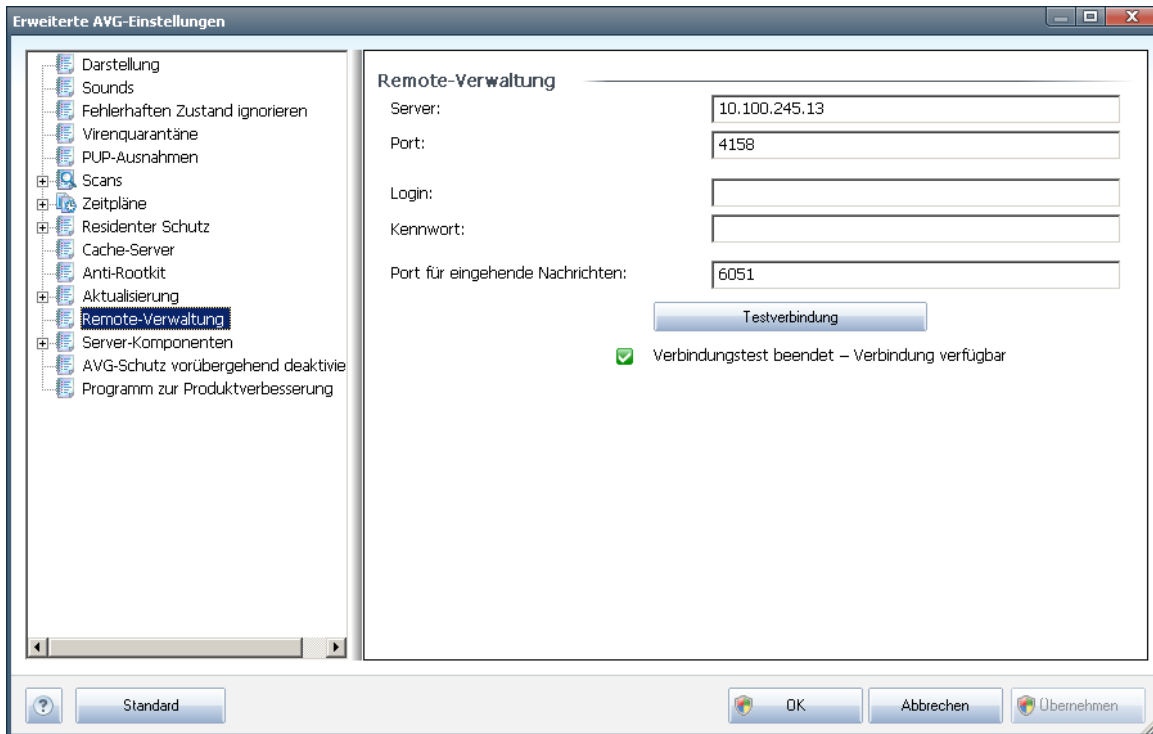 Erweiterte AVG-Einstellungen
Darstellung
Sounds
Fehlerhaften Zustand ignorieren
Virenquarantäne
PUP-Ausnahmen
Scans
Zeitpläne
Residenter Schutz
Cache-Server
Anti-Rootkit
Aktualisierung
Remote-Verwaltung
Server-Komponenten
AVG-Schutz vorübergehend deaktivie
Programm zur Produktverbesserung
Remote-Verwaltung
Server: 10.100.245.13
Port: 4158
Login:
Kennwort:
Port für eingehende Nachrichten: 6051
Testverbindung
Verbindungstest beendet – Verbindung verfügbar
? Standard OK Abbrechen Übernehmen